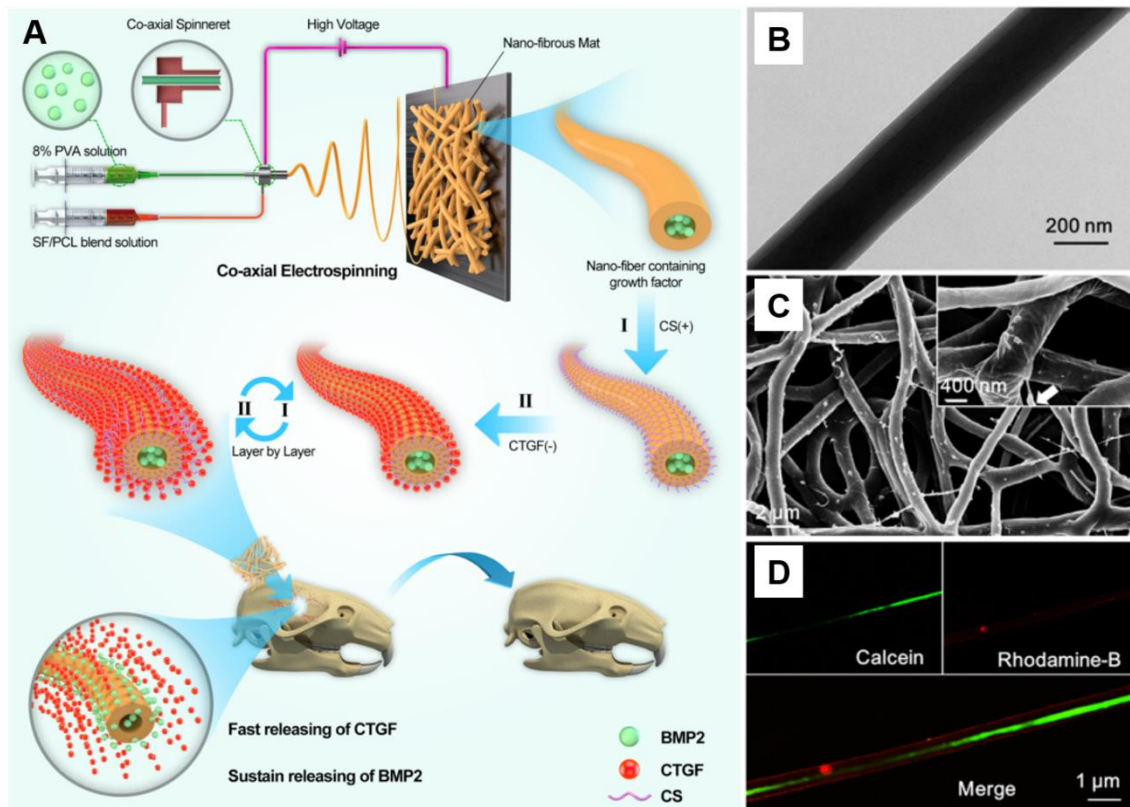 A
Co-axial Spinneret
High Voltage
Nano-fibrous Mat
8% PVA solution
SF/PCL blend solution
Co-axial Electrospinning
Nano-fiber containing
growth factor
I
CS(+)
II
CTGF(-)
II
I
Layer by Layer
Fast releasing of CTGF
Sustain releasing of BMP2
BMP2
CTGF
CS
B
200 nm
C
400 nm
2 μm
D
Calcein
Rhodamine-B
Merge
1 μm